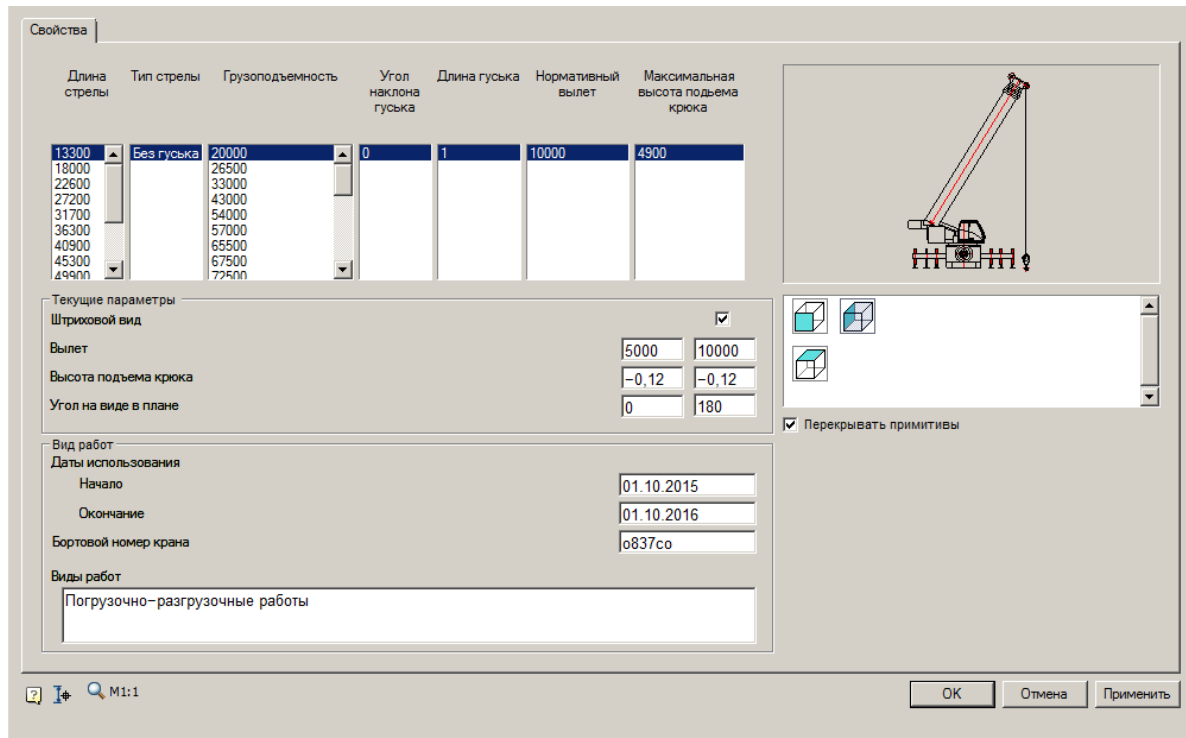 Свойства
Длина стрелы
Тип стрелы
Грузоподъемность
Угол наклона гуська
Длина гуська
Нормативный вылет
Максимальная высота подьема крюка
13300
18000
22600
27200
31700
36300
40900
45300
49900
Без гуська
20000
26500
33000
43000
54000
57000
65500
67500
72500
0
1
10000
4900
Текущие параметры
Штриховой вид
Вылет 5000 10000
Высота подъема крюка -0,12 -0,12
Угол на виде в плане 0 180
Перекрывать примитивы
Вид работ
Даты использования
Начало 01.10.2015
Окончание 01.10.2016
Бортовой номер крана о837со
Виды работ
Погрузочно-разгрузочные работы
М1:1
OK Отмена Применить